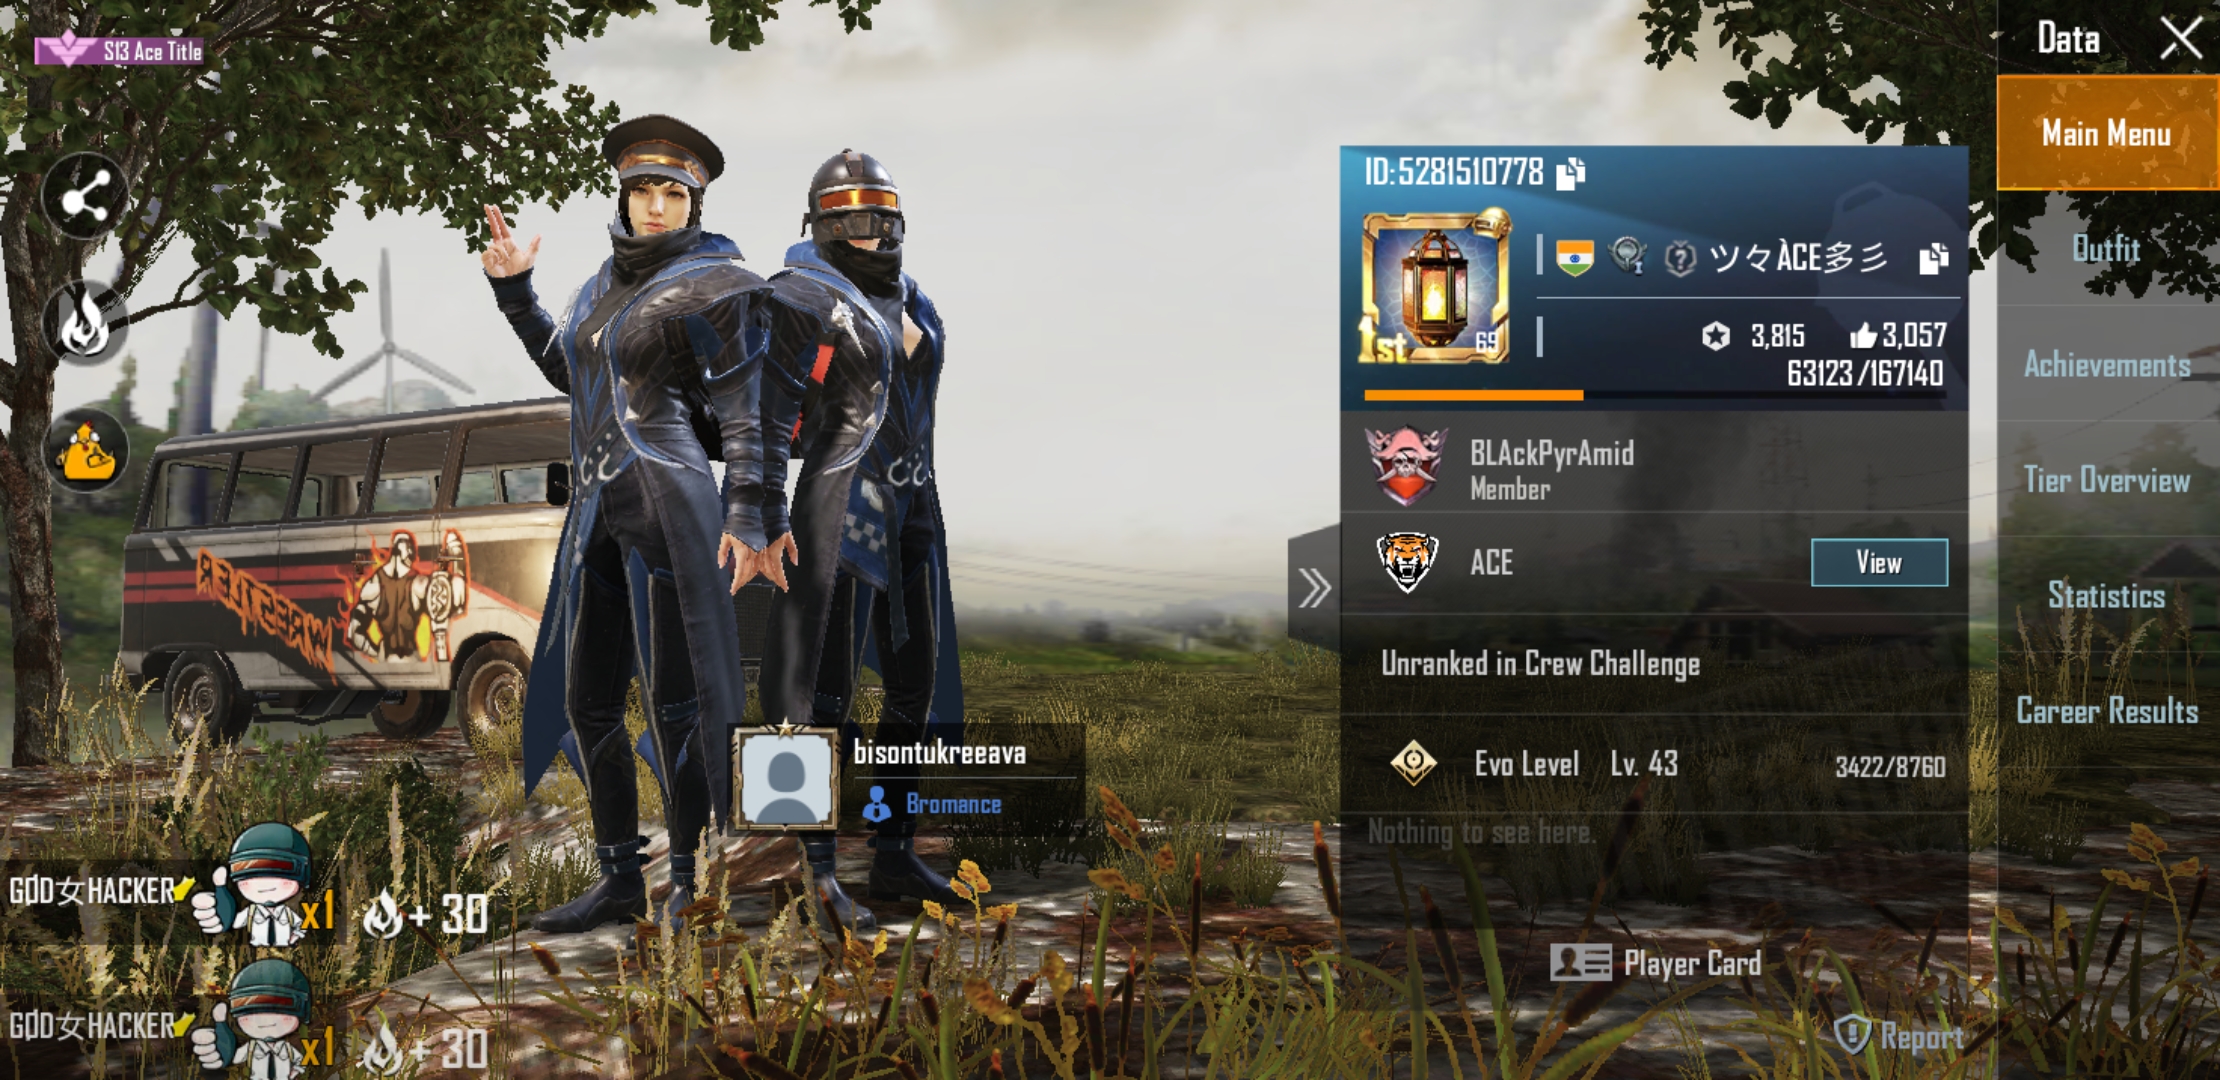 S13 Ace Title
Data
Main Menu
Outfit
Achievements
Tier Overview
Statistics
Career Results
ID:5281510778
ツ々ÀCE多彡
1st
69
3,815
3,057
63123/167140
BLAckPyrAmid
Member
ACE
View
Unranked in Crew Challenge
Evo Level Lv. 43 3422/8760
Nothing to see here.
Player Card
Report
WRESTLER
bisontukreeava
Bromance
GØD女HACKER x1 + 30
GØD女HACKER x1 + 30